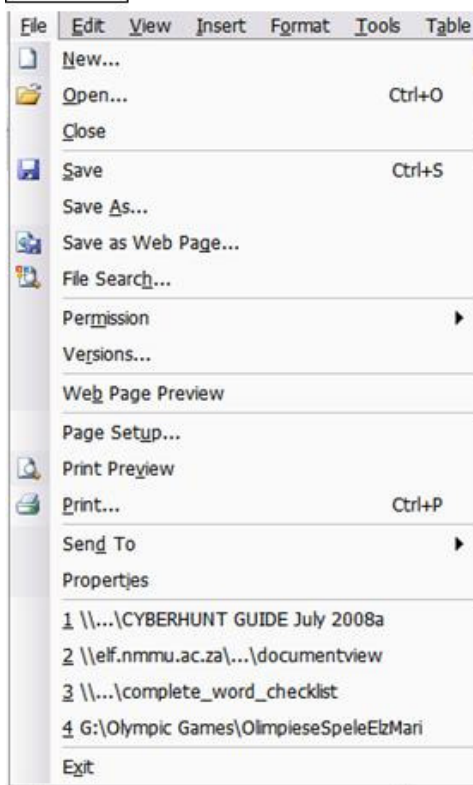 File Edit View Insert Format Tools Table
New...
Open... Ctrl+O
Close
Save Ctrl+S
Save As...
Save as Web Page...
File Search...
Permission
Versions...
Web Page Preview
Page Setup...
Print Preview
Print... Ctrl+P
Send To
Properties
1 \\...\CYBERHUNT GUIDE July 2008a
2 \\elf.nmmu.ac.za\...\documentview
3 \\...\complete_word_checklist
4 G:\Olympic Games\OlimpieseSpeleElzMari
Exit